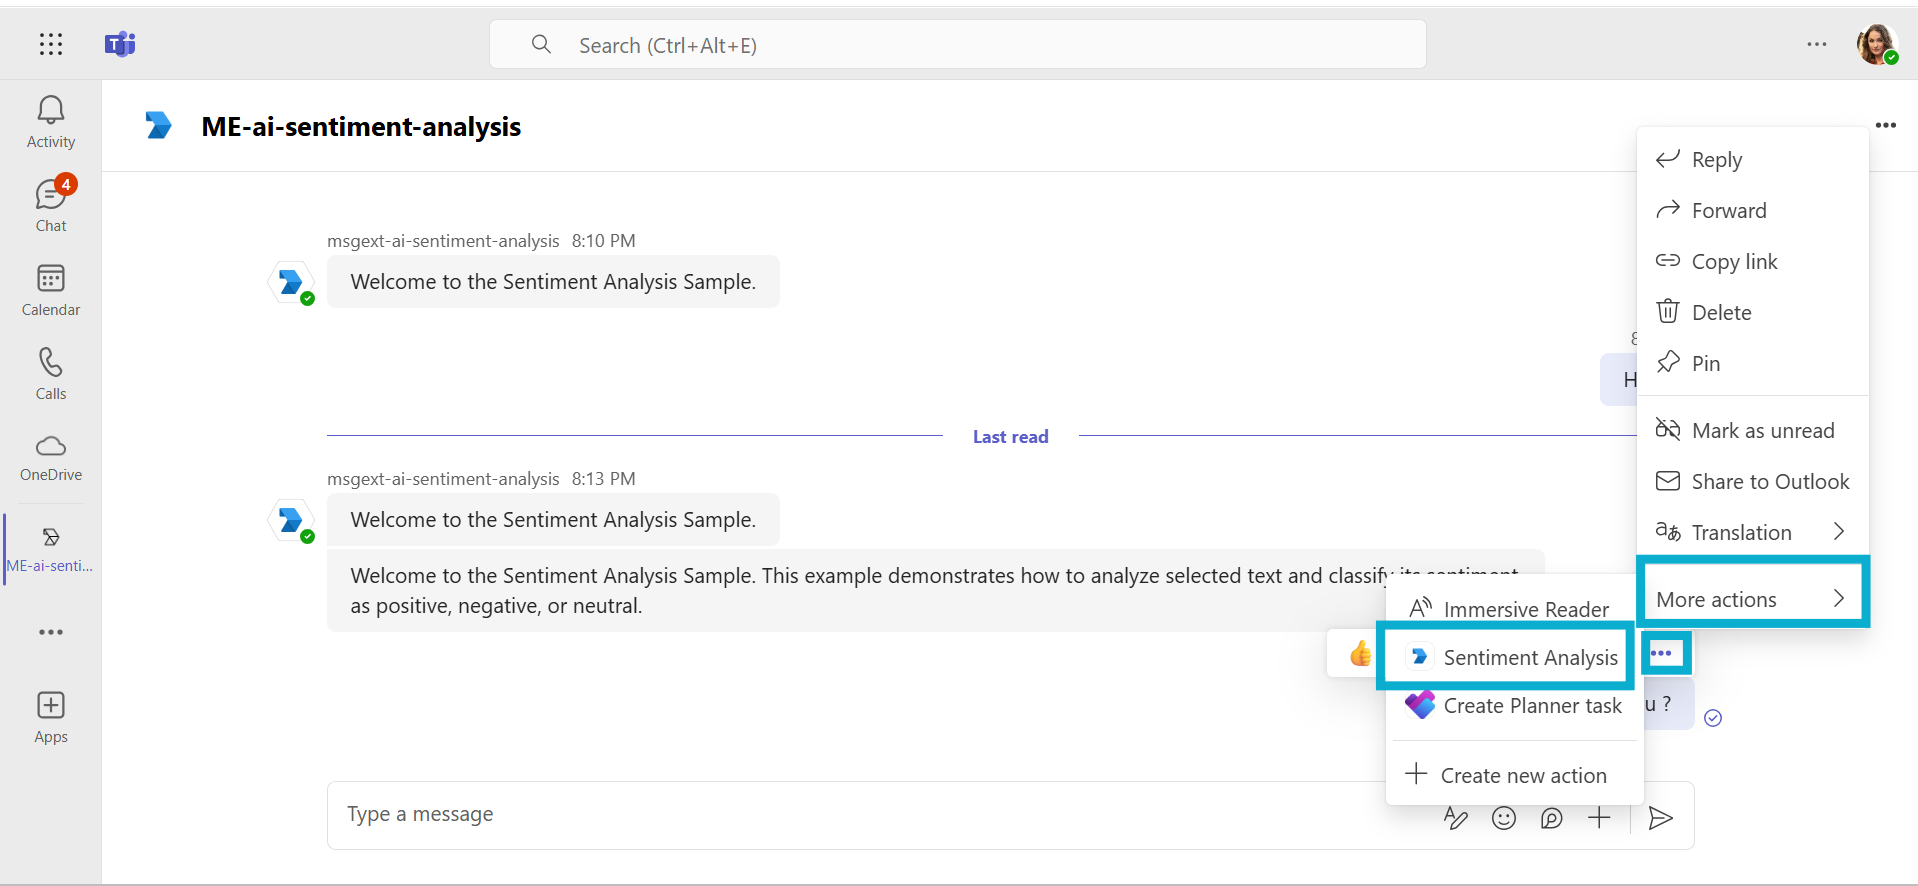 Search (Ctrl+Alt+E)
Activity
4
Chat
Calendar
Calls
OneDrive
ME-ai-senti...
Apps
ME-ai-sentiment-analysis
msgext-ai-sentiment-analysis 8:10 PM
Welcome to the Sentiment Analysis Sample.
H
Last read
msgext-ai-sentiment-analysis 8:13 PM
Welcome to the Sentiment Analysis Sample.
Welcome to the Sentiment Analysis Sample. This example demonstrates how to analyze selected text and classify its sentiment
as positive, negative, or neutral.
u ?
Type a message
Reply
Forward
Copy link
Delete
Pin
Mark as unread
Share to Outlook
Translation
More actions
Immersive Reader
Sentiment Analysis
Create Planner task
Create new action